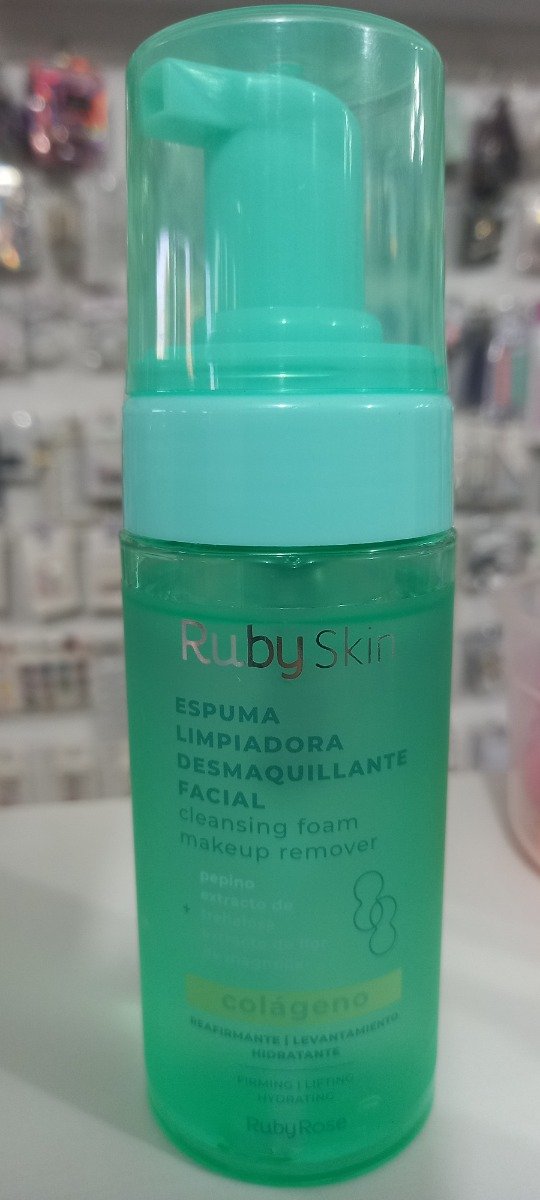 Ruby Skin
ESPUMA
LIMPIADORA
DESMAQUILLANTE
FACIAL
cleansing foam
makeup remover
pepino
extracto de
+
colágeno
REAFIRMANTE | LEVANTAMIENTO
HIDRATANTE
FIRMING | LIFTING
HYDRATING
RubyRose